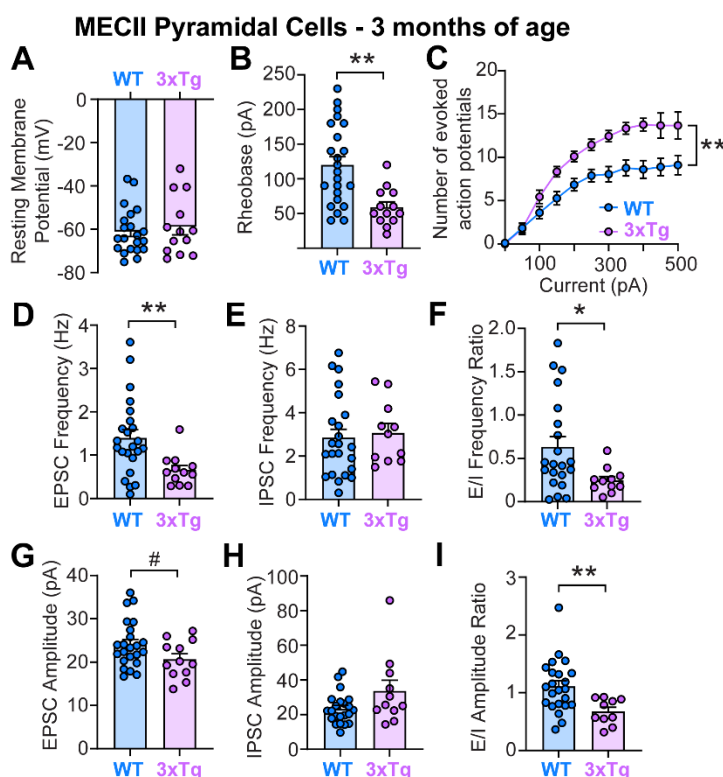 MECII Pyramidal Cells - 3 months of age
A
WT 3xTg
Resting Membrane
Potential (mV)
0
-20
-40
-60
-80
B
**
Rheobase (pA)
250
200
150
100
50
WT 3xTg
C
Number of evoked
action potentials
20
15
10
5
0
**
WT
3xTg
100 300 500
Current (pA)
D
**
EPSC Frequency (Hz)
4
3
2
1
0
WT 3xTg
E
IPSC Frequency (Hz)
8
6
4
2
0
WT 3xTg
F
*
E/I Frequency Ratio
2.0
1.5
1.0
0.5
0
WT 3xTg
G
#
EPSC Amplitude (pA)
40
30
20
10
0
WT 3xTg
H
IPSC Amplitude (pA)
100
80
60
40
20
0
WT 3xTg
I
**
E/I Amplitude Ratio
3
2
1
0
WT 3xTg